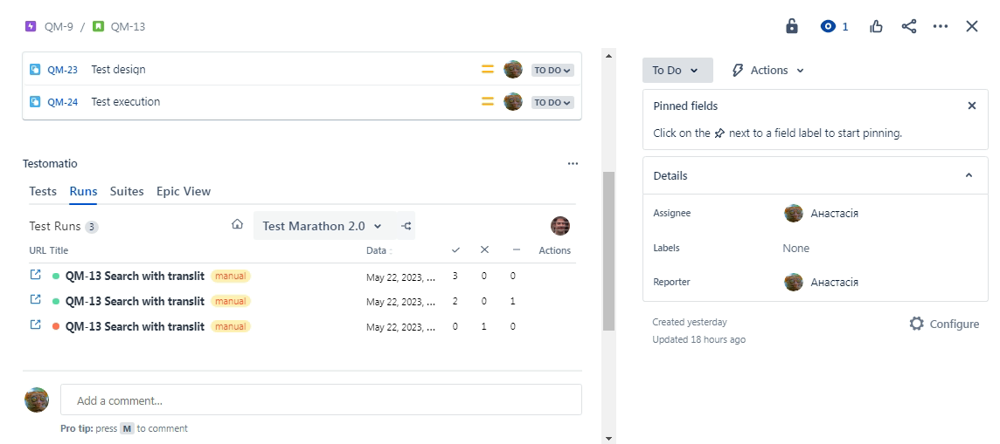 QM-9 / QM-13
1
QM-23 Test design TO DO
QM-24 Test execution TO DO
Testomatio
Tests Runs Suites Epic View
Test Runs 3 Test Marathon 2.0
URL Title Data Actions
QM-13 Search with translit manual May 22, 2023, ... 3 0 0
QM-13 Search with translit manual May 22, 2023, ... 2 0 1
QM-13 Search with translit manual May 22, 2023, ... 0 1 0
Add a comment...
Pro tip: press M to comment
To Do Actions
Pinned fields
Click on the next to a field label to start pinning.
Details
Assignee Анастасія
Labels None
Reporter Анастасія
Created yesterday
Updated 18 hours ago
Configure